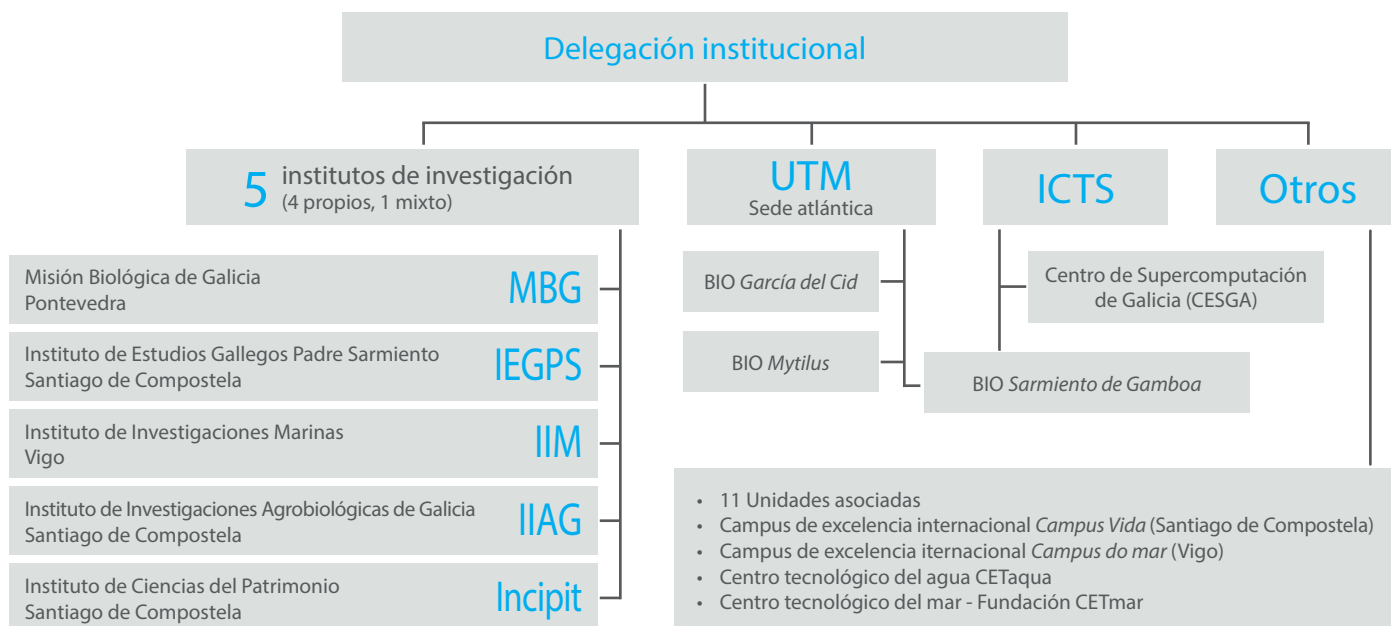 Delegación institucional
5 institutos de investigación
(4 propios, 1 mixto)
UTM
Sede atlántica
ICTS
Otros
Misión Biológica de Galicia
Pontevedra
MBG
Instituto de Estudios Gallegos Padre Sarmiento
Santiago de Compostela
IEGPS
Instituto de Investigaciones Marinas
Vigo
IIM
Instituto de Investigaciones Agrobiológicas de Galicia
Santiago de Compostela
IIAG
Instituto de Ciencias del Patrimonio
Santiago de Compostela
Incipit
BIO García del Cid
BIO Mytilus
Centro de Supercomputación
de Galicia (CESGA)
BIO Sarmiento de Gamboa
• 11 Unidades asociadas
• Campus de excelencia internacional Campus Vida (Santiago de Compostela)
• Campus de excelencia iternacional Campus do mar (Vigo)
• Centro tecnológico del agua CETaqua
• Centro tecnológico del mar - Fundación CETmar